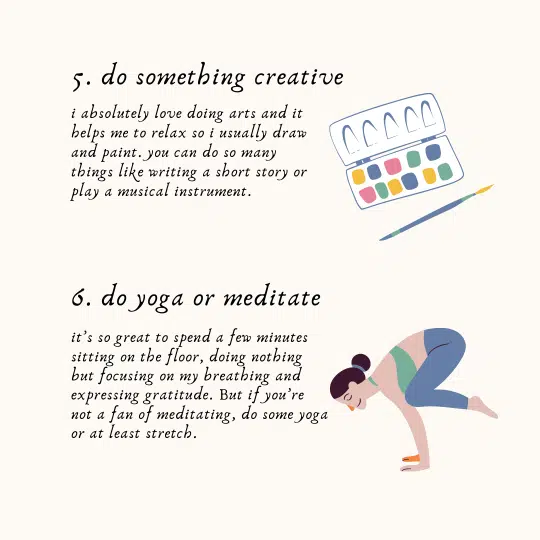 5. do something creative
i absolutely love doing arts and it
helps me to relax so i usually draw
and paint. you can do so many
things like writing a short story or
play a musical instrument.
6. do yoga or meditate
it's so great to spend a few minutes
sitting on the floor, doing nothing
but focusing on my breathing and
expressing gratitude. But if you're
not a fan of meditating, do some yoga
or at least stretch.